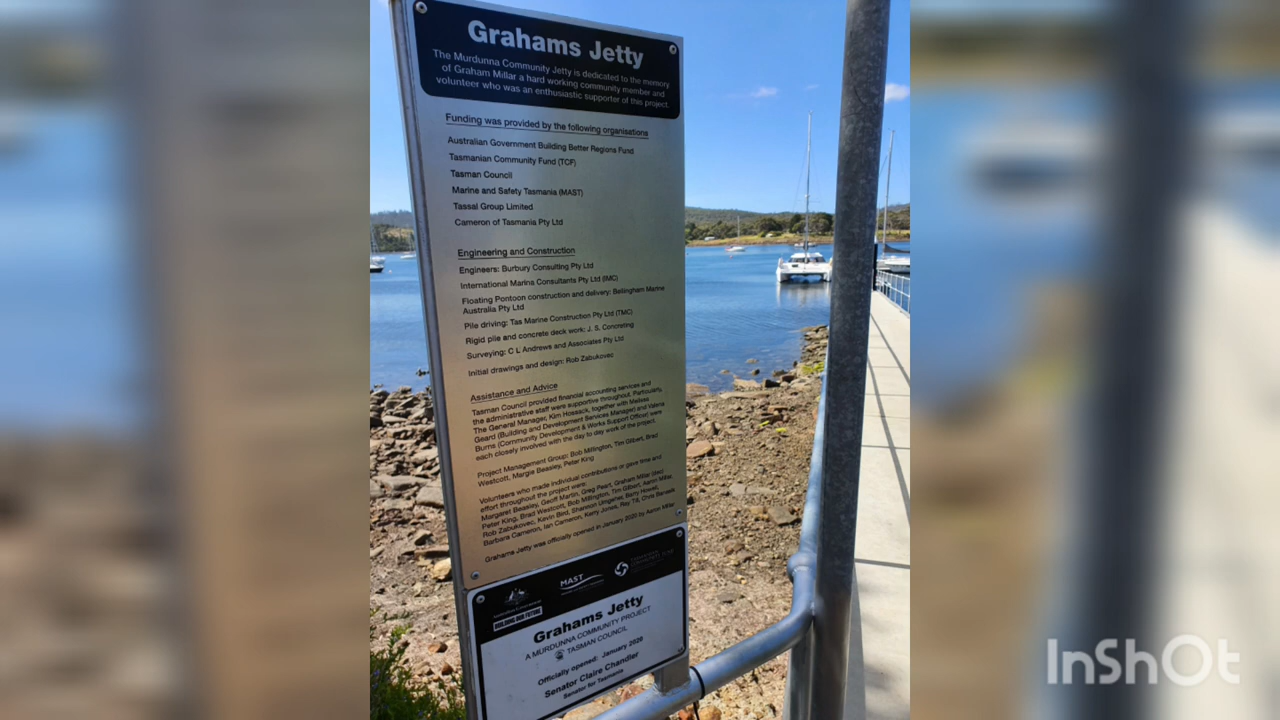 Grahams Jetty
The Murdunna Community Jetty is dedicated to the memory
of Graham Millar a hard working community member and
volunteer who was an enthusiastic supporter of this project.
Funding was provided by the following organisations
Australian Government Building Better Regions Fund
Tasmanian Community Fund (TCF)
Tasman Council
Marine and Safety Tasmania (MAST)
Tassal Group Limited
Cameron of Tasmania Pty Ltd
Engineering and Construction
Engineers: Burbury Consulting Pty Ltd
International Marina Consultants Pty Ltd (IMC)
Floating Pontoon construction and delivery: Bellingham Marine
Australia Pty Ltd
Pile driving: Tas Marine Construction Pty Ltd (TMC)
Rigid pile and concrete deck work: J. S. Concreting
Surveying: C L Andrews and Associates Pty Ltd
Initial drawings and design: Rob Zabukovec
Assistance and Advice
Tasman Council provided financial accounting services and
the administrative staff were supportive throughout. Particularly,
The General Manager, Kim Hossack, together with Melissa
Geard (Building and Development Services Manager) and Valeria
Burns (Community Development & Works Support Officer) were
each closely involved with the day to day work of the project.
Project Management Group: Bob Millington, Tim Gilbert, Brad
Westcott, Margie Beasley, Peter King
Volunteers who made individual contributions or gave time and
effort throughout the project were:
Margaret Beasley, Geoff Martin, Greg Peart, Graham Millar (dec)
Peter King, Brad Westcott, Bob Millington, Tim Gilbert, Aaron Millar,
Rob Zabukovec, Kevin Bird, Shannon Barry Howell,
Barbara Cameron, Ian Cameron, Kerry Jones, Ray Tilt, Chris
Grahams Jetty was officially opened in January 2020 by Aaron Millar
MAST
BUILDING OUR FUTURE
Grahams Jetty
A MURDUNNA COMMUNITY PROJECT
TASMAN COUNCIL
Officially opened: January 2020
Senator Claire Chandler
Senator for Tasmania
InShOt